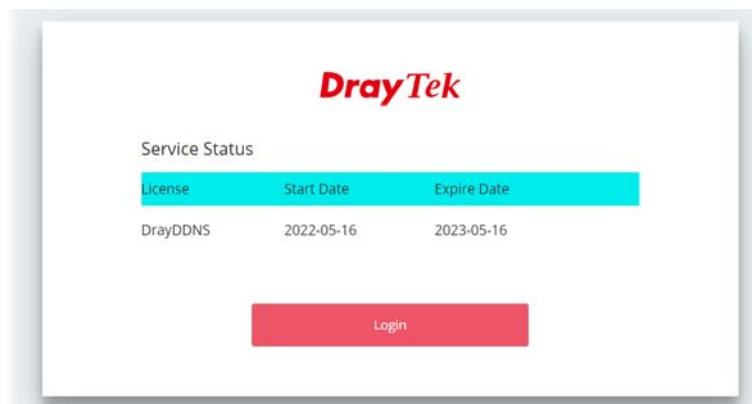 DrayTek
Service Status
License Start Date Expire Date
DrayDDNS 2022-05-16 2023-05-16
Login